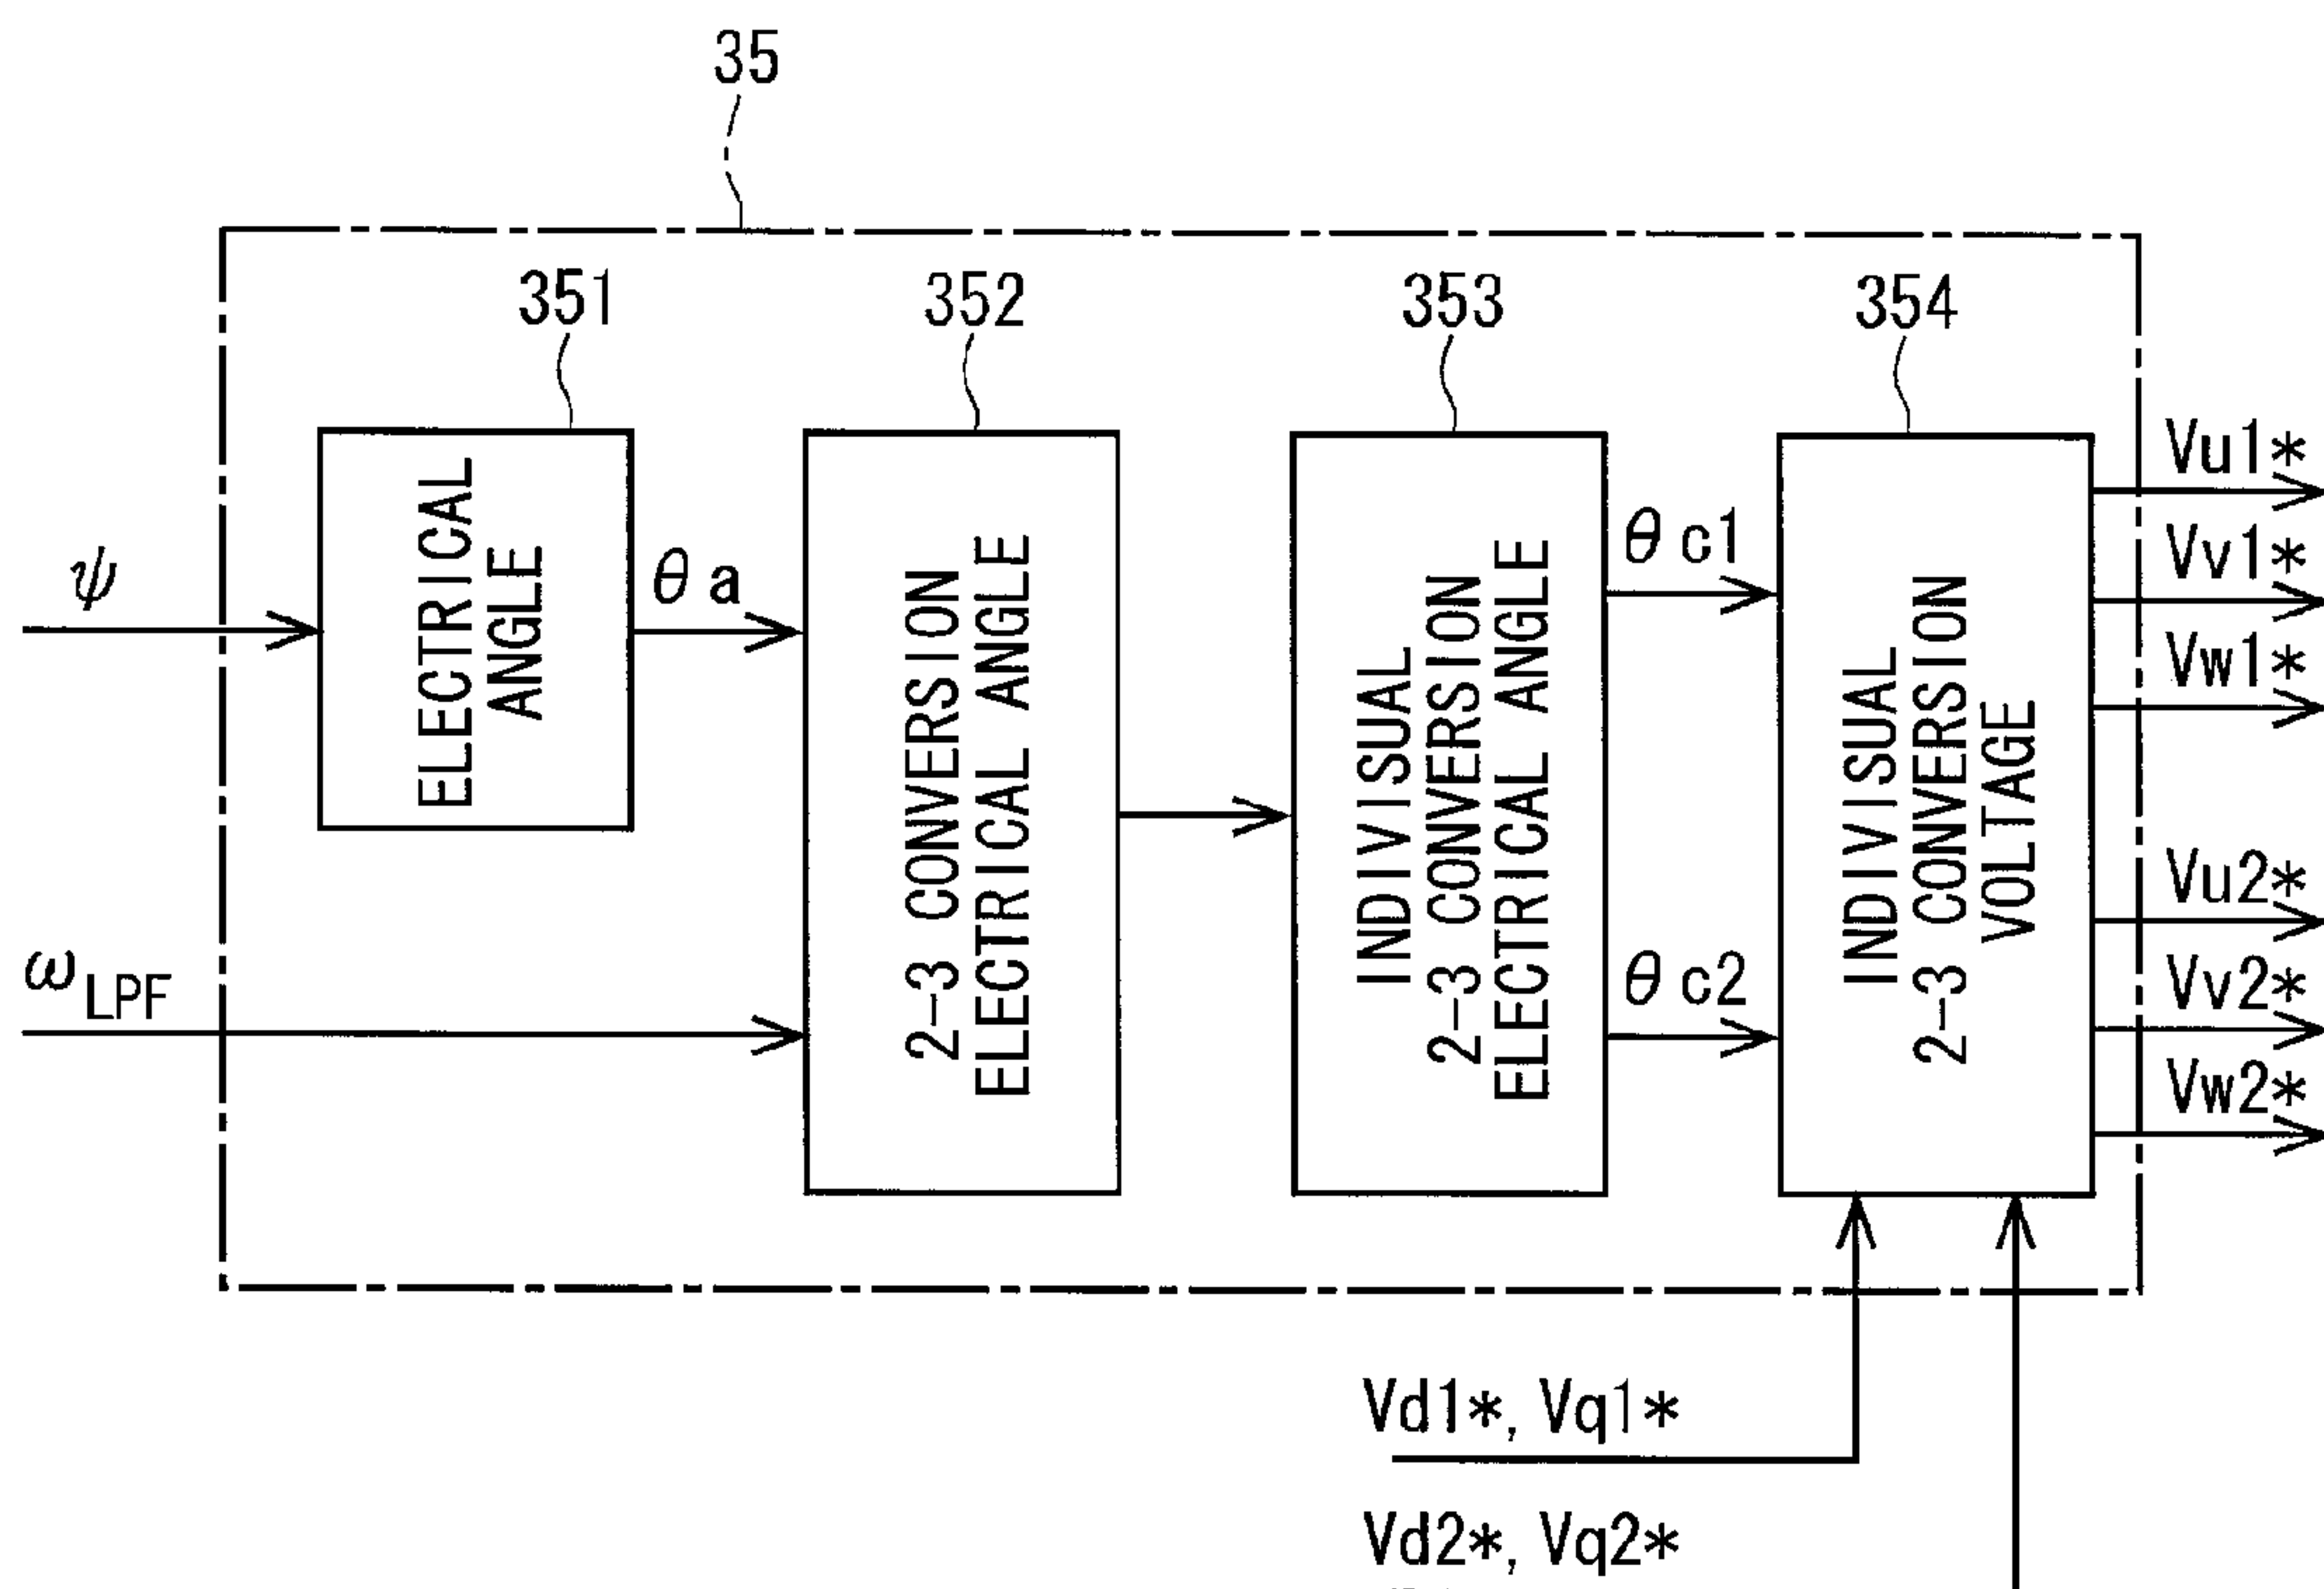 35
351
352
353
354
ψ
ω LPF
ELECTRICAL
ANGLE
θa
2-3 CONVERSION
ELECTRICAL ANGLE
INDIVISUAL
2-3 CONVERSION
ELECTRICAL ANGLE
θc1
θc2
INDIVISUAL
2-3 CONVERSION
VOLTAGE
Vu1*
Vv1*
Vw1*
Vu2*
Vv2*
Vw2*
Vd1*, Vq1*
Vd2*, Vq2*